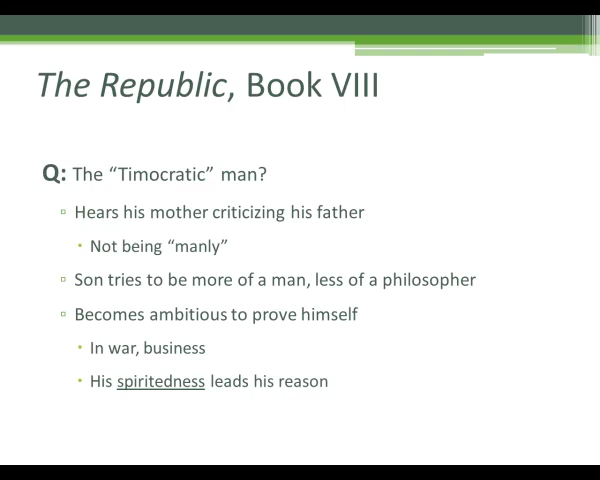 The Republic, Book VIII
Q: The “Timocratic” man?
▫ Hears his mother criticizing his father
• Not being “manly”
▫ Son tries to be more of a man, less of a philosopher
▫ Becomes ambitious to prove himself
• In war, business
• His spiritedness leads his reason